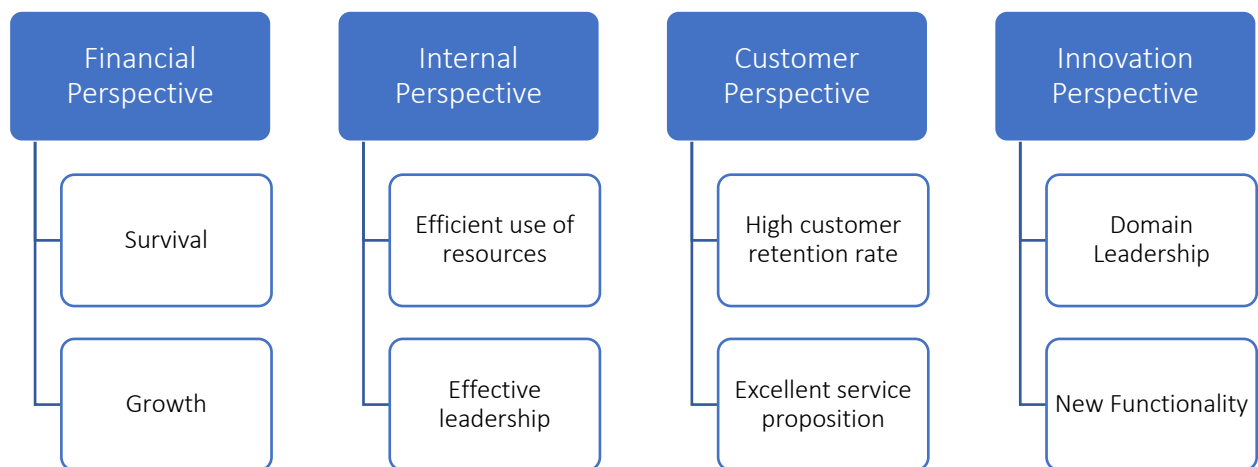 Financial
Perspective
Survival
Growth
Internal
Perspective
Efficient use of
resources
Effective
leadership
Customer
Perspective
High customer
retention rate
Excellent service
proposition
Innovation
Perspective
Domain
Leadership
New Functionality